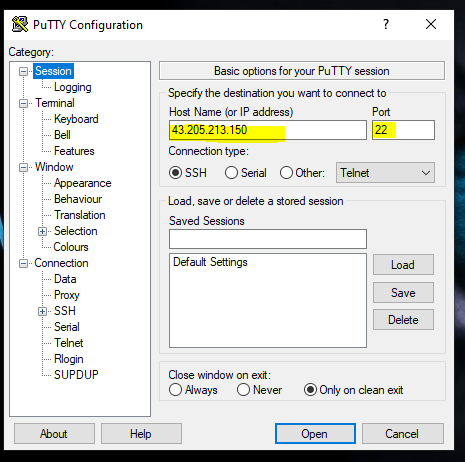 PuTTY Configuration
? ×
Category:
Session
Logging
Terminal
Keyboard
Bell
Features
Window
Appearance
Behaviour
Translation
Selection
Colours
Connection
Data
Proxy
SSH
Serial
Telnet
Rlogin
SUPDUP
Basic options for your PuTTY session
Specify the destination you want to connect to
Host Name (or IP address) Port
43.205.213.150 22
Connection type:
SSH Serial Other: Telnet
Load, save or delete a stored session
Saved Sessions
Default Settings
Load
Save
Delete
Close window on exit:
Always Never Only on clean exit
About Help Open Cancel